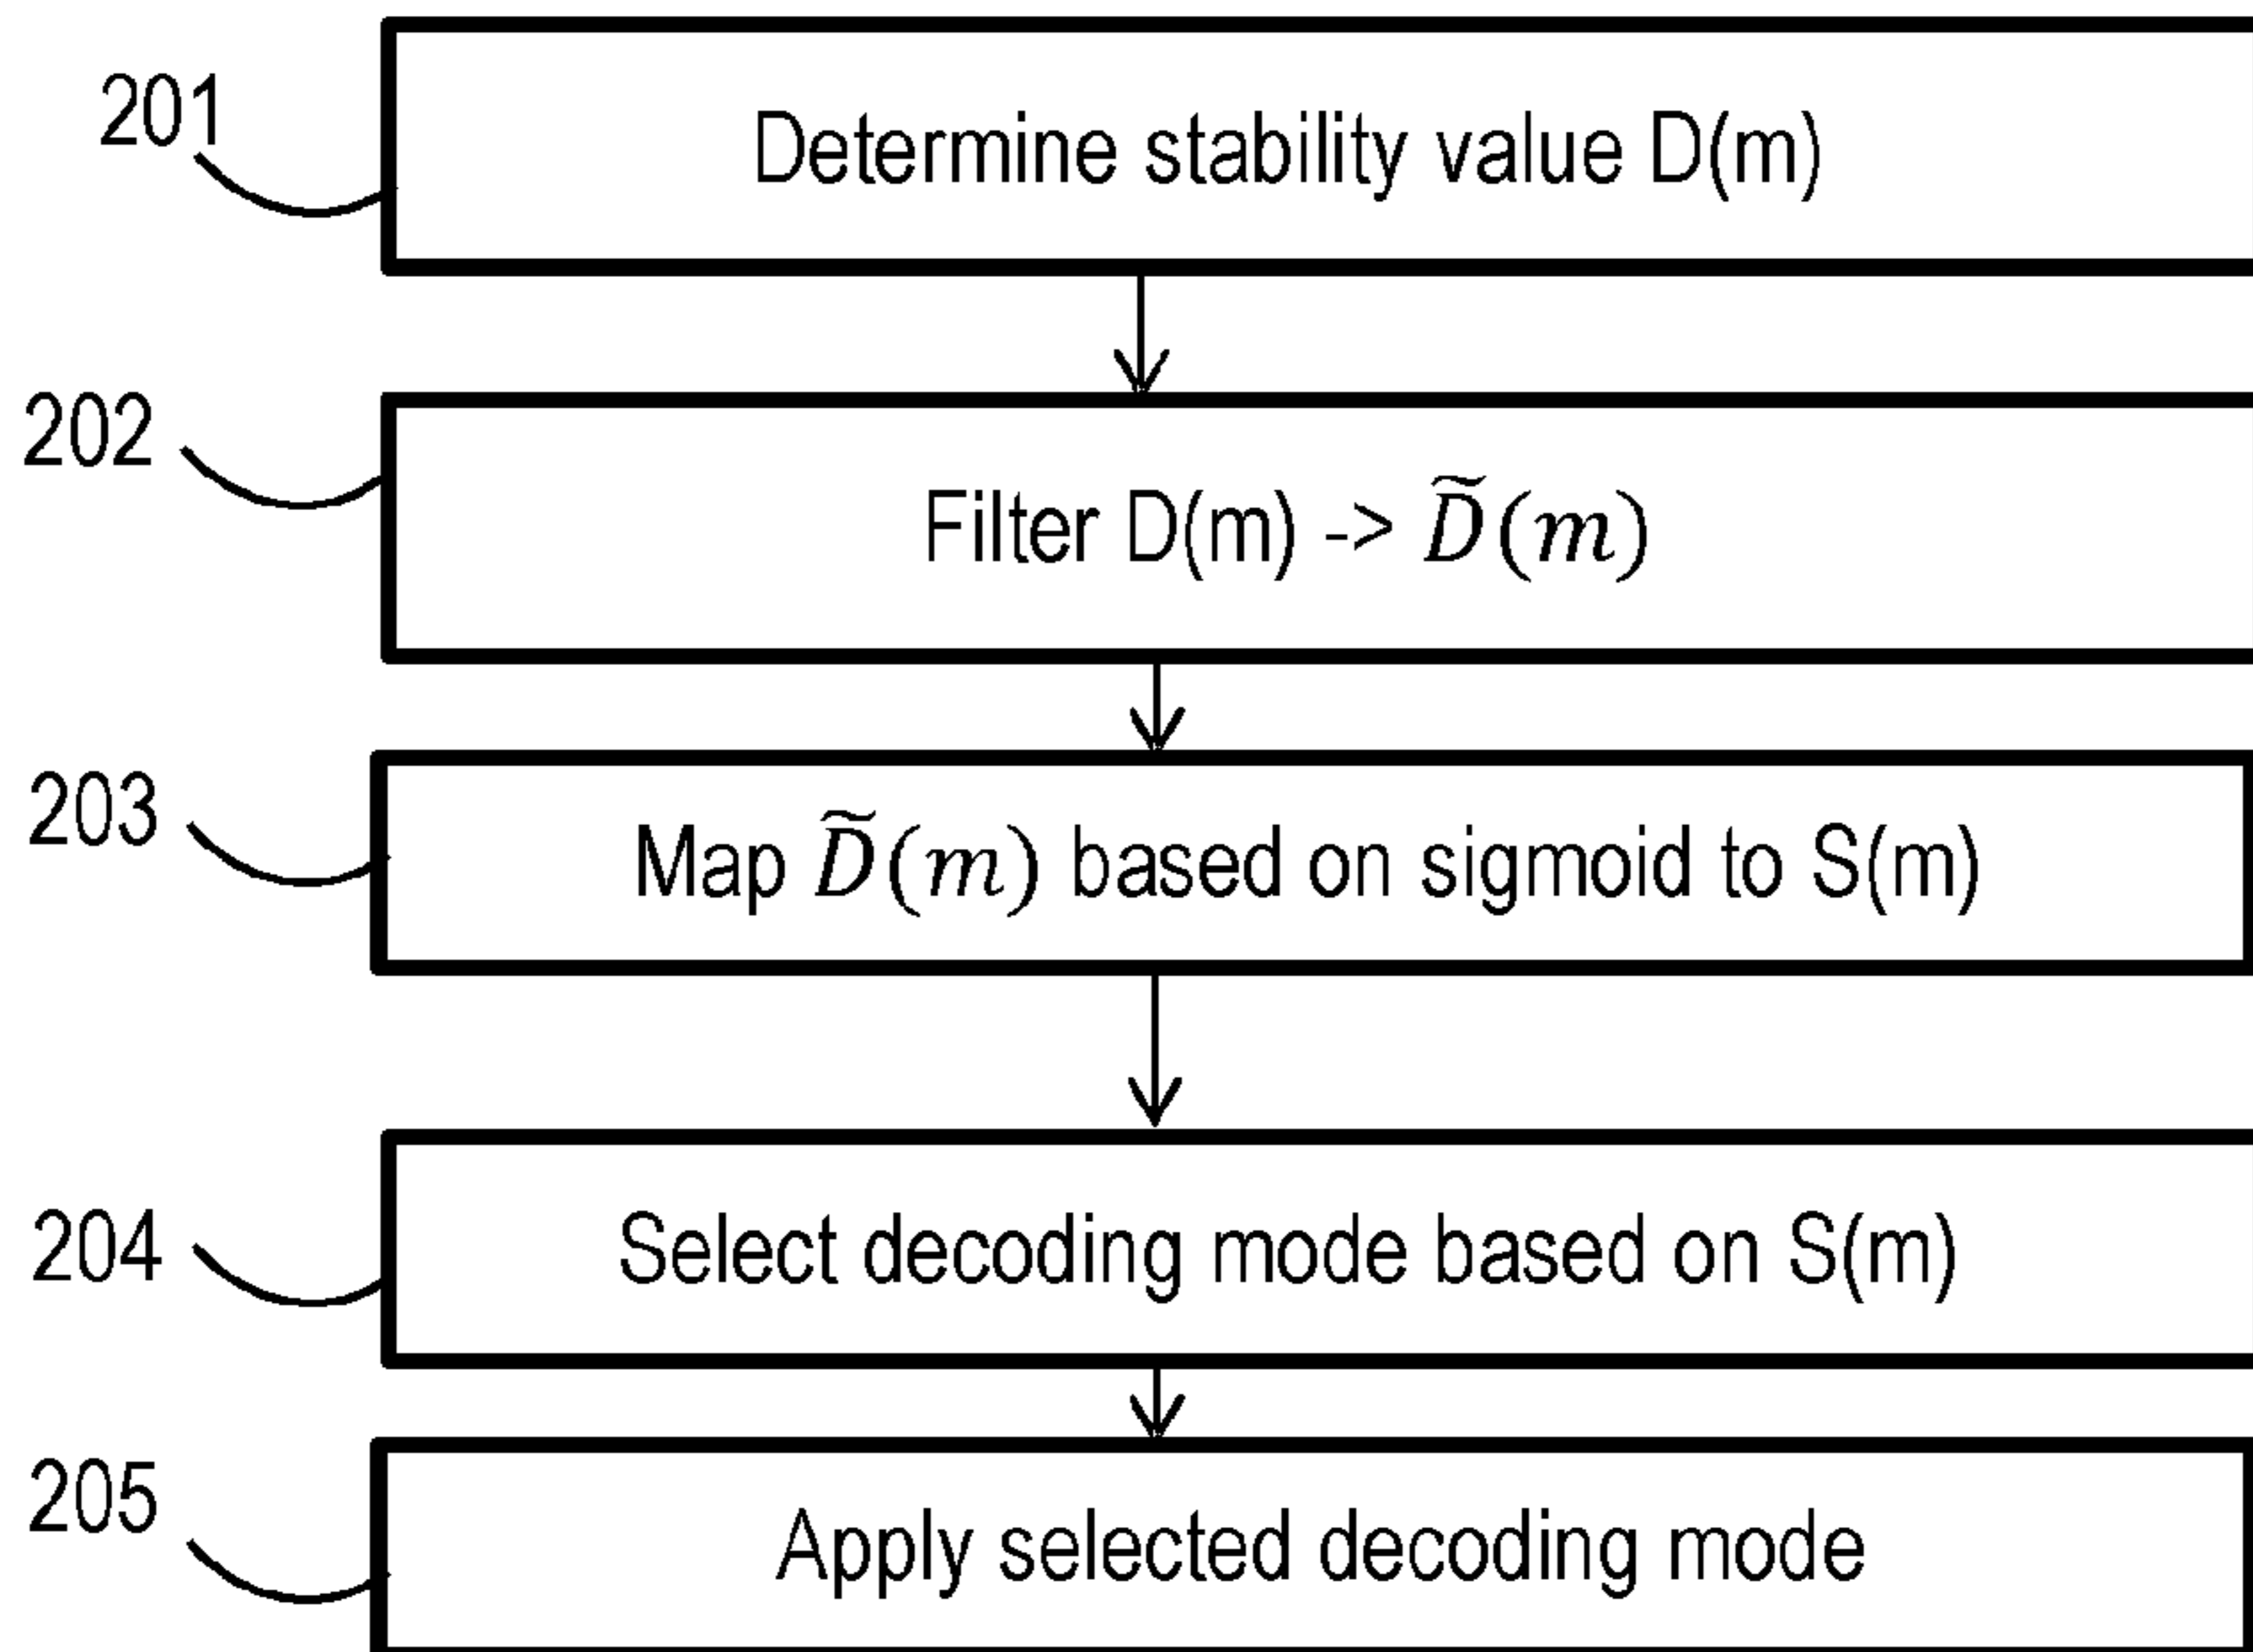 201
Determine stability value D(m)
202
Filter D(m) -> D̃(m)
203
Map D̃(m) based on sigmoid to S(m)
204
Select decoding mode based on S(m)
205
Apply selected decoding mode